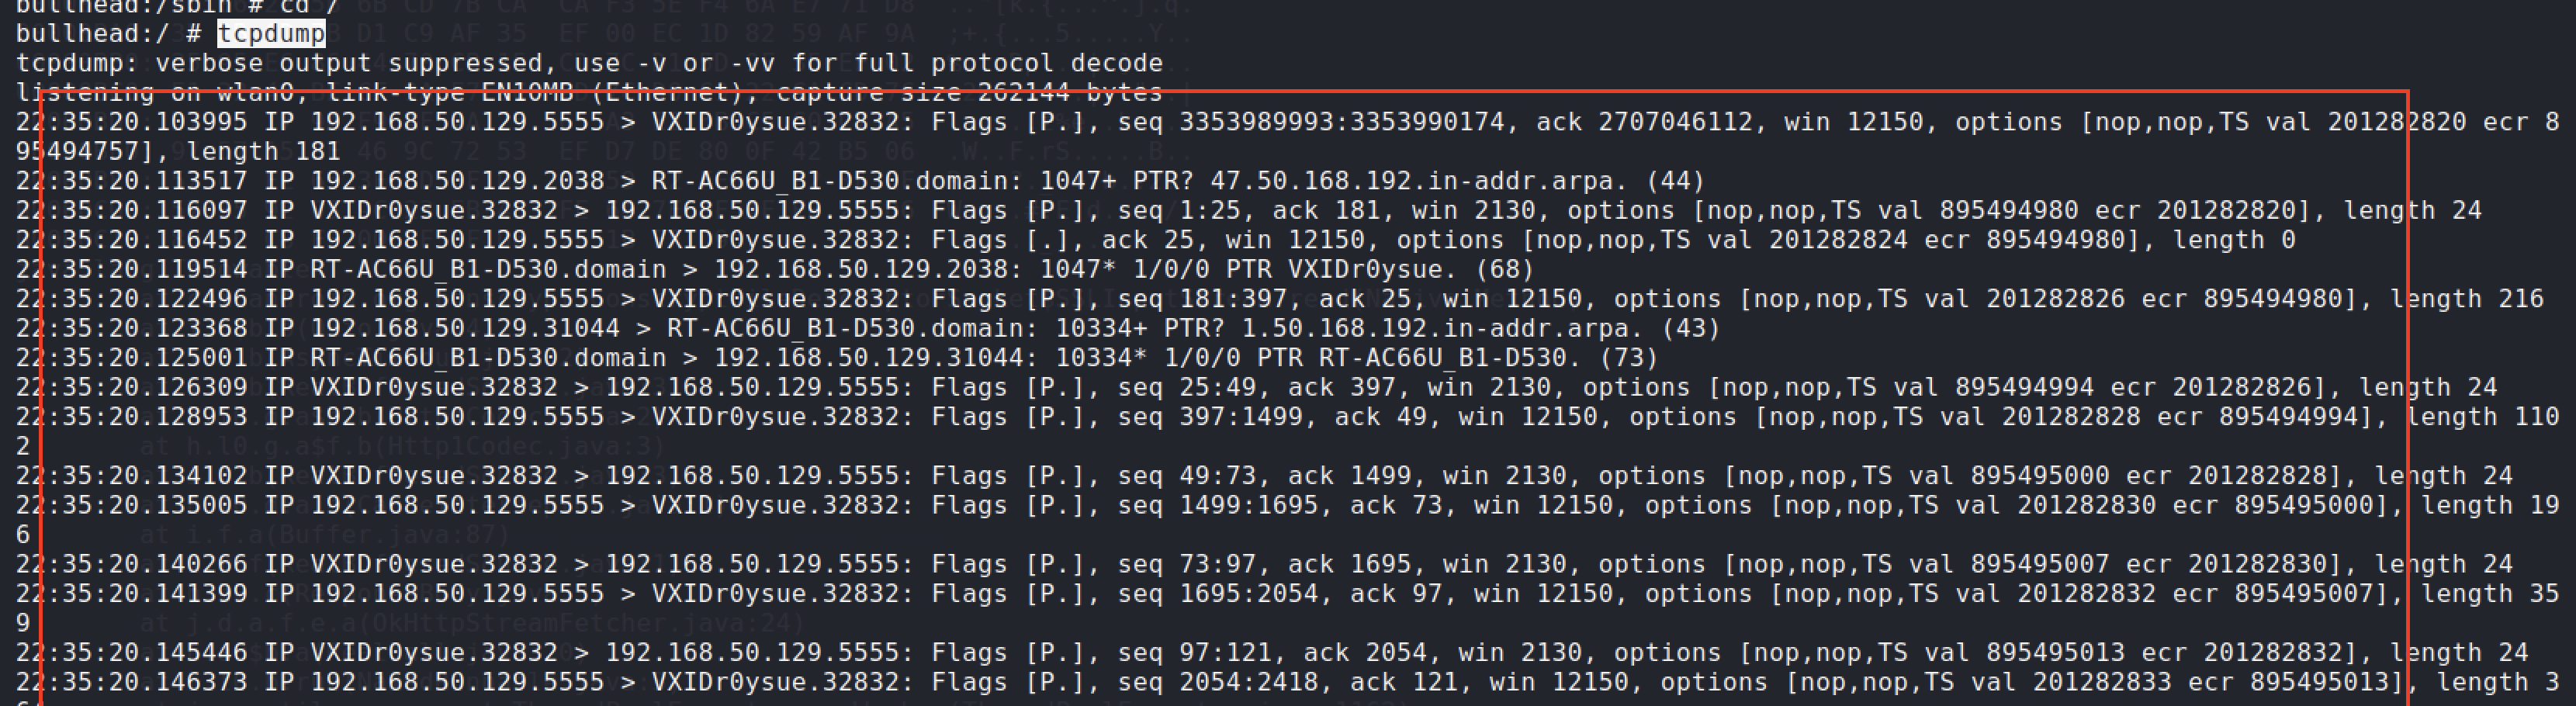 bullhead:/sbin # cd /
bullhead:/ # tcpdump
tcpdump: verbose output suppressed, use -v or -vv for full protocol decode
listening on wlan0, link-type EN10MB (Ethernet), capture size 262144 bytes
22:35:20.103995 IP 192.168.50.129.5555 > VXIDr0ysue.32832: Flags [P.], seq 3353989993:3353990174, ack 2707046112, win 12150, options [nop,nop,TS val 201282820 ecr 8
95494757], length 181
22:35:20.113517 IP 192.168.50.129.2038 > RT-AC66U_B1-D530.domain: 1047+ PTR? 47.50.168.192.in-addr.arpa. (44)
22:35:20.116097 IP VXIDr0ysue.32832 > 192.168.50.129.5555: Flags [P.], seq 1:25, ack 181, win 2130, options [nop,nop,TS val 895494980 ecr 201282820], length 24
22:35:20.116452 IP 192.168.50.129.5555 > VXIDr0ysue.32832: Flags [.], ack 25, win 12150, options [nop,nop,TS val 201282824 ecr 895494980], length 0
22:35:20.119514 IP RT-AC66U_B1-D530.domain > 192.168.50.129.2038: 1047* 1/0/0 PTR VXIDr0ysue. (68)
22:35:20.122496 IP 192.168.50.129.5555 > VXIDr0ysue.32832: Flags [P.], seq 181:397, ack 25, win 12150, options [nop,nop,TS val 201282826 ecr 895494980], length 216
22:35:20.123368 IP 192.168.50.129.31044 > RT-AC66U_B1-D530.domain: 10334+ PTR? 1.50.168.192.in-addr.arpa. (43)
22:35:20.125001 IP RT-AC66U_B1-D530.domain > 192.168.50.129.31044: 10334* 1/0/0 PTR RT-AC66U_B1-D530. (73)
22:35:20.126309 IP VXIDr0ysue.32832 > 192.168.50.129.5555: Flags [P.], seq 25:49, ack 397, win 2130, options [nop,nop,TS val 895494994 ecr 201282826], length 24
22:35:20.128953 IP 192.168.50.129.5555 > VXIDr0ysue.32832: Flags [P.], seq 397:1499, ack 49, win 12150, options [nop,nop,TS val 201282828 ecr 895494994], length 110
2
at h.l0.g.a$f.b(Http1Codec.java:3)
22:35:20.134102 IP VXIDr0ysue.32832 > 192.168.50.129.5555: Flags [P.], seq 49:73, ack 1499, win 2130, options [nop,nop,TS val 895495000 ecr 201282828], length 24
22:35:20.135005 IP 192.168.50.129.5555 > VXIDr0ysue.32832: Flags [P.], seq 1499:1695, ack 73, win 12150, options [nop,nop,TS val 201282830 ecr 895495000], length 19
6
at i.f.a(Buffer.java:87)
22:35:20.140266 IP VXIDr0ysue.32832 > 192.168.50.129.5555: Flags [P.], seq 73:97, ack 1695, win 2130, options [nop,nop,TS val 895495007 ecr 201282830], length 24
22:35:20.141399 IP 192.168.50.129.5555 > VXIDr0ysue.32832: Flags [P.], seq 1695:2054, ack 97, win 12150, options [nop,nop,TS val 201282832 ecr 895495007], length 35
9
at j.d.a.f.e.a(OkHttpStreamFetcher.java:24)
22:35:20.145446 IP VXIDr0ysue.32832 > 192.168.50.129.5555: Flags [P.], seq 97:121, ack 2054, win 2130, options [nop,nop,TS val 895495013 ecr 201282832], length 24
22:35:20.146373 IP 192.168.50.129.5555 > VXIDr0ysue.32832: Flags [P.], seq 2054:2418, ack 121, win 12150, options [nop,nop,TS val 201282833 ecr 895495013], length 3